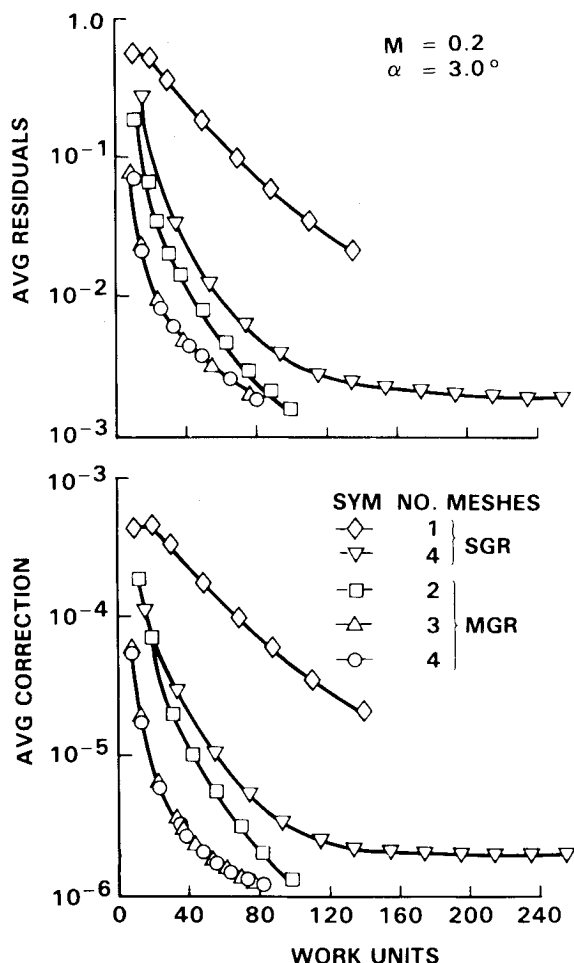 M = 0.2
α = 3.0°
AVG RESIDUALS
1.0
10⁻¹
10⁻²
10⁻³
AVG CORRECTION
10⁻³
10⁻⁴
10⁻⁵
10⁻⁶
SYM NO. MESHES
1
4
SGR
2
3
4
MGR
0 40 80 120 160 200 240
WORK UNITS